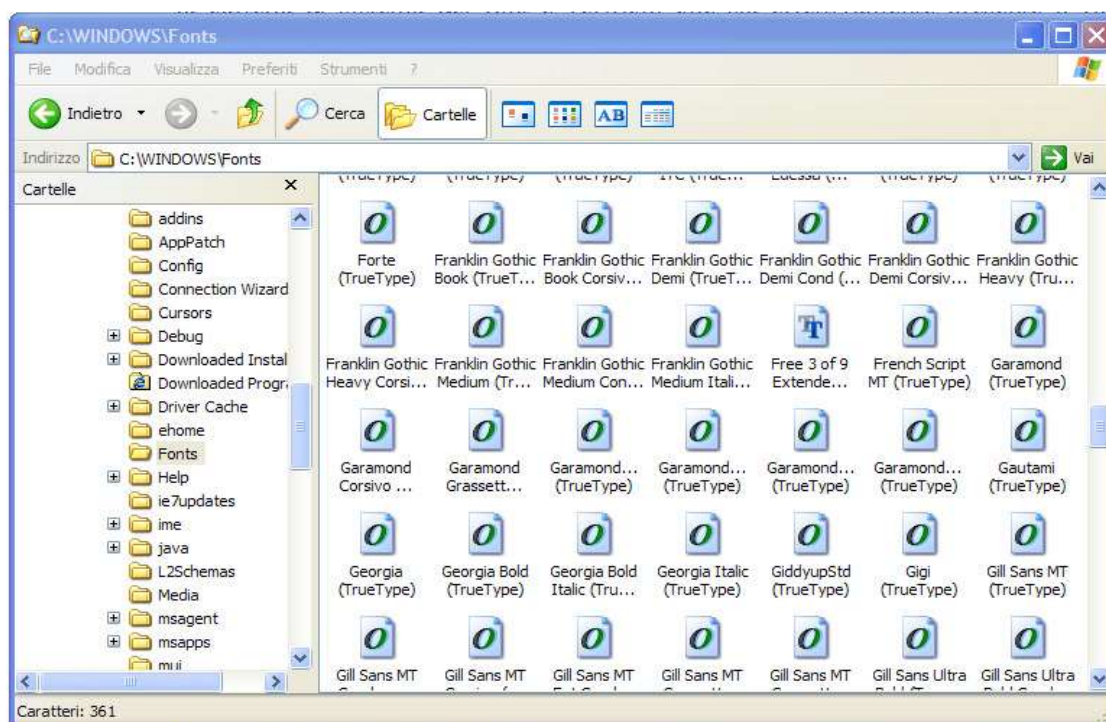 C:\WINDOWS\Fonts
File Modifica Visualizza Preferiti Strumenti ?
Indietro Cerca Cartelle
Indirizzo C:\WINDOWS\Fonts Vai
Cartelle
addins
AppPatch
Config
Connection Wizard
Cursors
Debug
Downloaded Instal
Downloaded Progr
Driver Cache
ehome
Fonts
Help
ie7updates
ime
java
L2Schemas
Media
msagent
msapps
mui
Forte Franklin Gothic Franklin Gothic Franklin Gothic Franklin Gothic Franklin Gothic Franklin Gothic
(TrueType) Book (TrueT... Book Corsiv... Demi (TrueT... Demi Cond (... Demi Corsiv... Heavy (Tru...
Franklin Gothic Franklin Gothic Franklin Gothic Franklin Gothic Free 3 of 9 French Script Garamond
Heavy Corsi... Medium (Tr... Medium Con... Medium Itali... Extende... MT (TrueType) (TrueType)
Garamond Garamond Garamond... Garamond... Garamond... Garamond... Gautami
Corsivo ... Grassett... (TrueType) (TrueType) (TrueType) (TrueType) (TrueType)
Georgia Georgia Bold Georgia Bold Georgia Italic GiddyupStd Gigi Gill Sans MT
(TrueType) (TrueType) Italic (Tru... (TrueType) (TrueType) (TrueType) (TrueType)
Gill Sans MT Gill Sans MT Gill Sans MT Gill Sans MT Gill Sans MT Gill Sans Ultra Gill Sans Ultra
Caratteri: 361